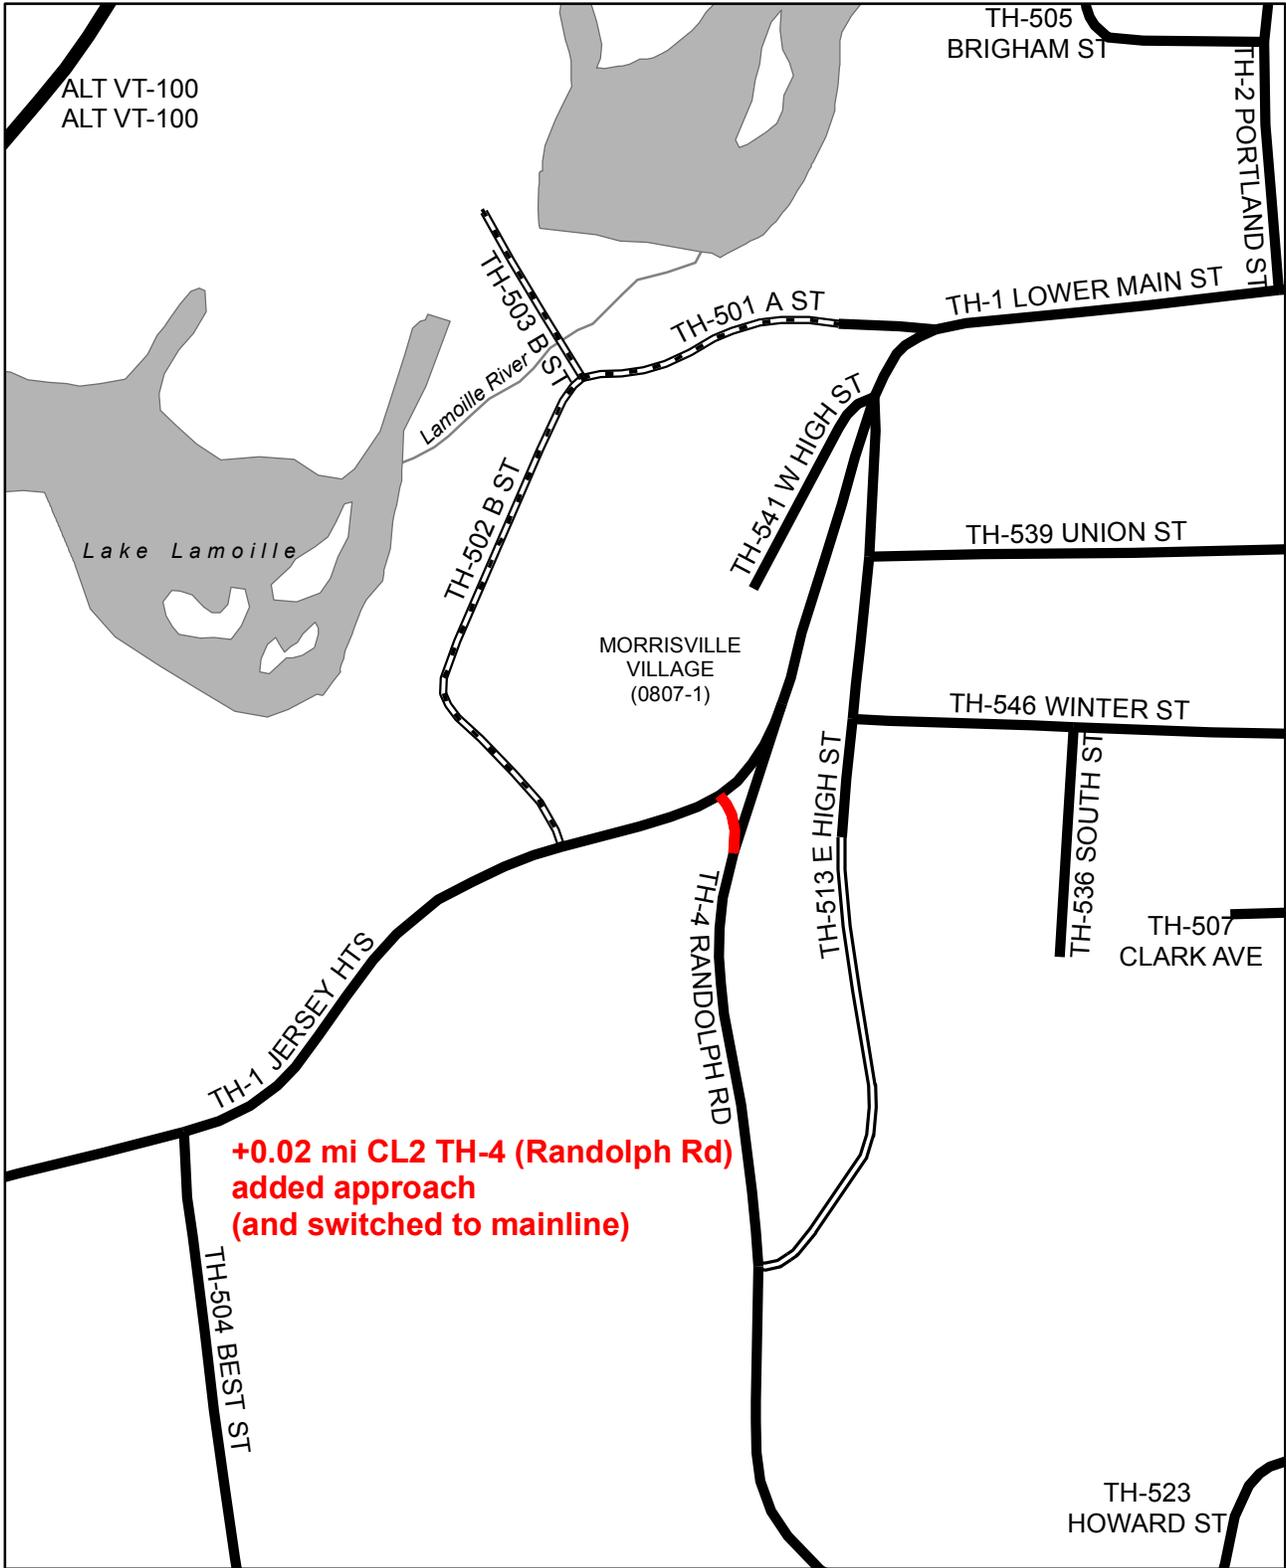 TH-505
BRIGHAM ST
ALT VT-100
ALT VT-100
TH-2 PORTLAND ST
TH-503 B ST
TH-501 A ST
TH-1 LOWER MAIN ST
Lamoille River
TH-541 W HIGH ST
TH-502 B ST
TH-539 UNION ST
Lake Lamoille
MORRISVILLE
VILLAGE
(0807-1)
TH-546 WINTER ST
TH-513 E HIGH ST
TH-536 SOUTH ST
TH-4 RANDOLPH RD
TH-507
CLARK AVE
TH-1 JERSEY HTS
+0.02 mi CL2 TH-4 (Randolph Rd)
added approach
(and switched to mainline)
TH-504 BEST ST
TH-523
HOWARD ST